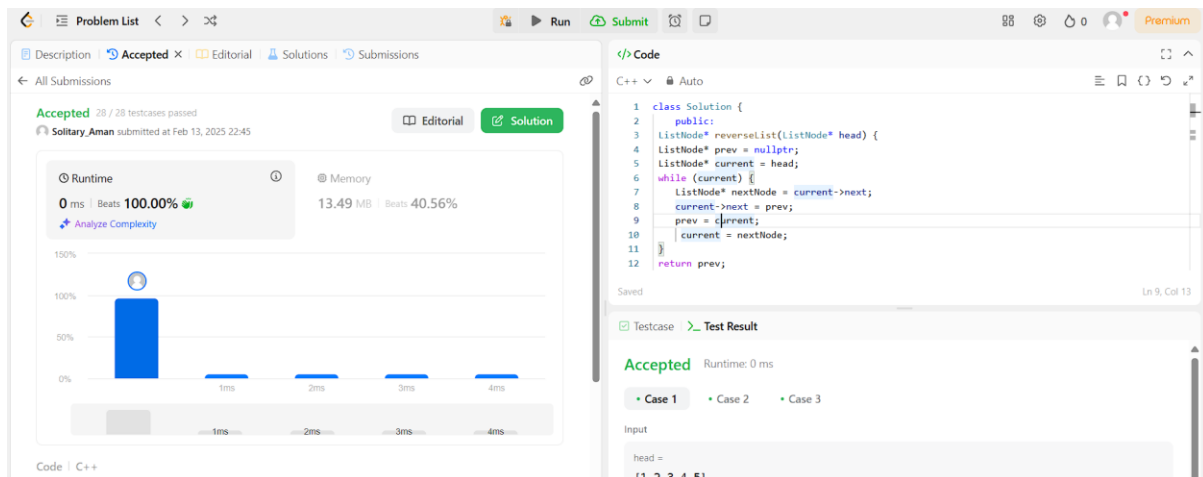 Problem List
Run
Submit
0
Premium
Description
Accepted
Editorial
Solutions
Submissions
All Submissions
Accepted 28 / 28 testcases passed
Solitary_Aman submitted at Feb 13, 2025 22:45
Editorial
Solution
Runtime
0 ms | Beats 100.00%
Analyze Complexity
Memory
13.49 MB | Beats 40.56%
150%
100%
50%
0%
1ms 2ms 3ms 4ms
1ms 2ms 3ms 4ms
Code | C++
</> Code
C++ Auto
1 class Solution {
2 public:
3 ListNode* reverseList(ListNode* head) {
4 ListNode* prev = nullptr;
5 ListNode* current = head;
6 while (current) {
7 ListNode* nextNode = current->next;
8 current->next = prev;
9 prev = current;
10 current = nextNode;
11 }
12 return prev;
Saved
Ln 9, Col 13
Testcase >_ Test Result
Accepted Runtime: 0 ms
• Case 1 • Case 2 • Case 3
Input
head =
[1,2,3,4,5]